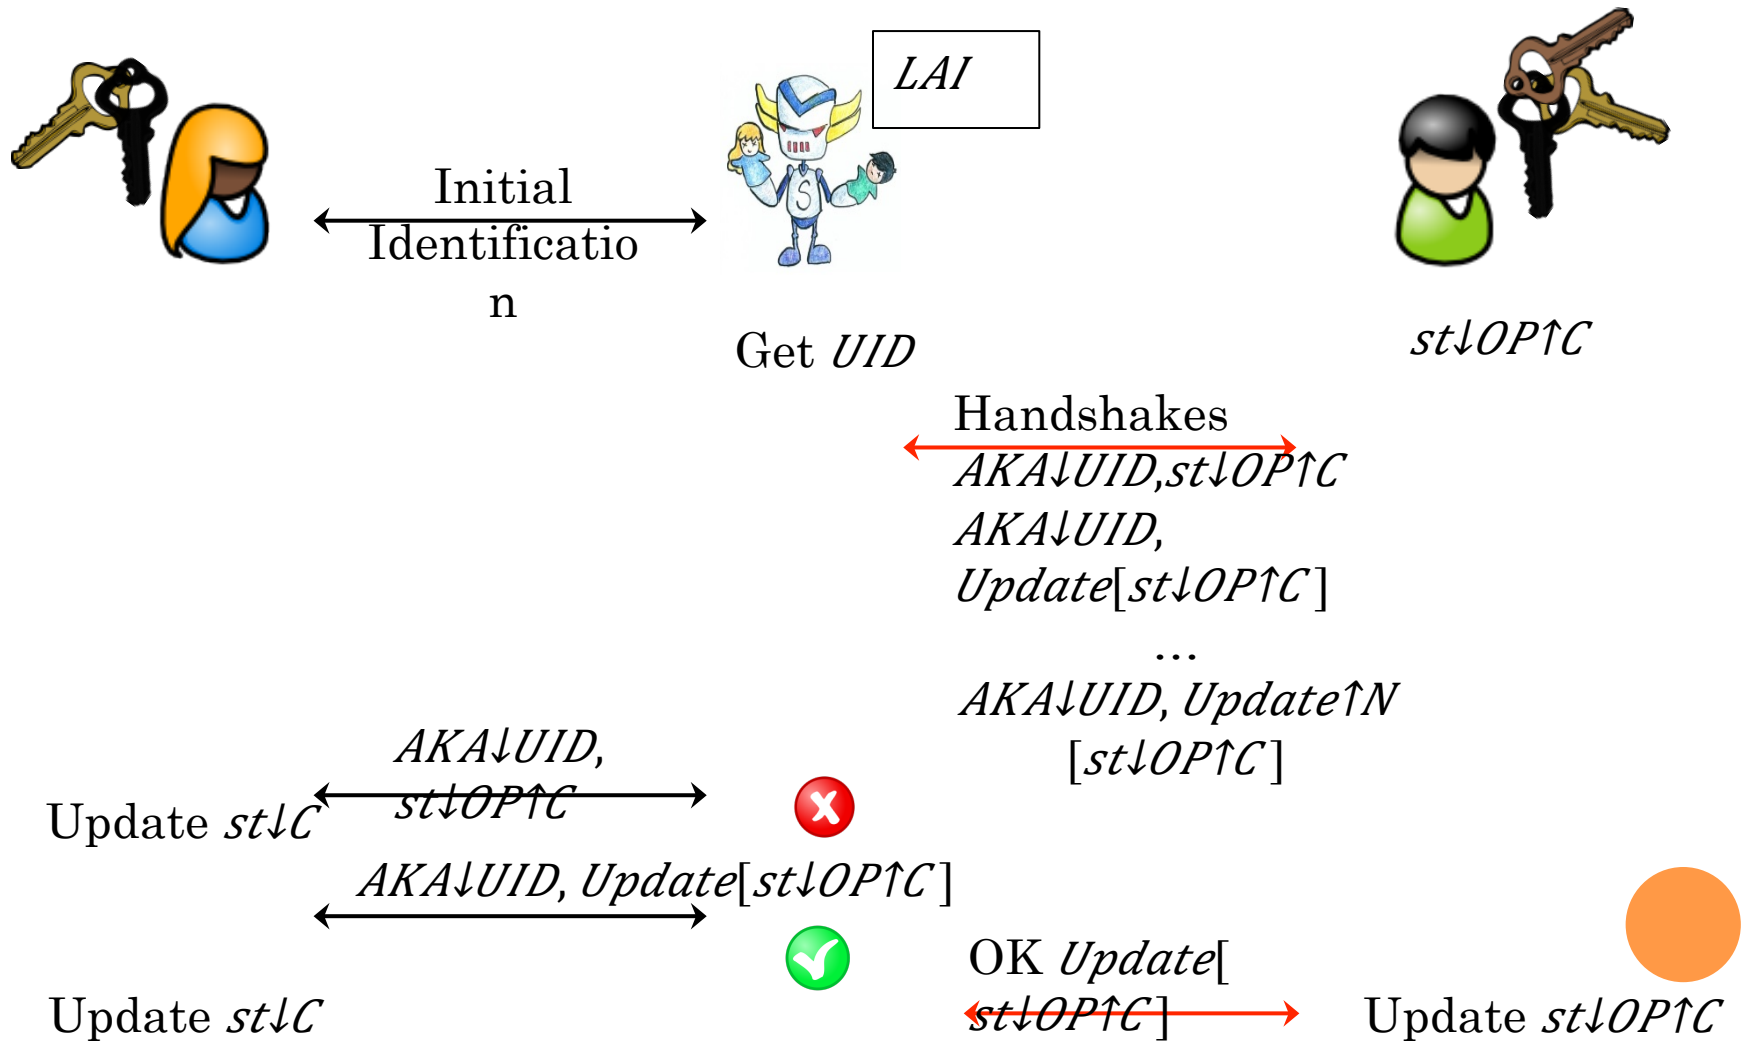 LAI
Initial
Identificatio
n
S
Get UID
st↓OP↑C
Handshakes
AKA↓UID,st↓OP↑C
AKA↓UID,
Update[st↓OP↑C ]
…
AKA↓UID, Update↑N
[st↓OP↑C ]
AKA↓UID,
st↓OP↑C
Update st↓C
AKA↓UID, Update[st↓OP↑C ]
OK Update[
st↓OP↑C ]
Update st↓C
Update st↓OP↑C